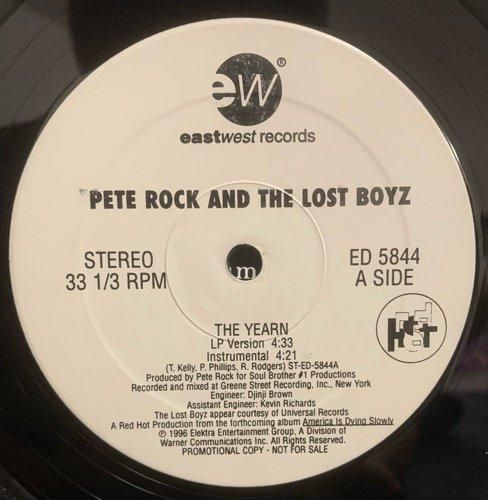 ew®
eastwest records
PETE ROCK AND THE LOST BOYZ
STEREO
33 1/3 RPM
ED 5844
A SIDE
m
red
hot
THE YEARN
LP Version 4:33
Instrumental 4:21
(T. Kelly, P. Phillips, R. Rodgers) ST-ED-5844A
Produced by Pete Rock for Soul Brother #1 Productions
Recorded and mixed at Greene Street Recording, Inc., New York
Engineer: Djinji Brown
Assistant Engineer: Kevin Richards
The Lost Boyz appear courtesy of Universal Records
A Red Hot Production from the forthcoming album America Is Dying Slowly
℗ 1996 Elektra Entertainment Group, A Division of
Warner Communications Inc. All Rights Reserved.
PROMOTIONAL COPY - NOT FOR SALE